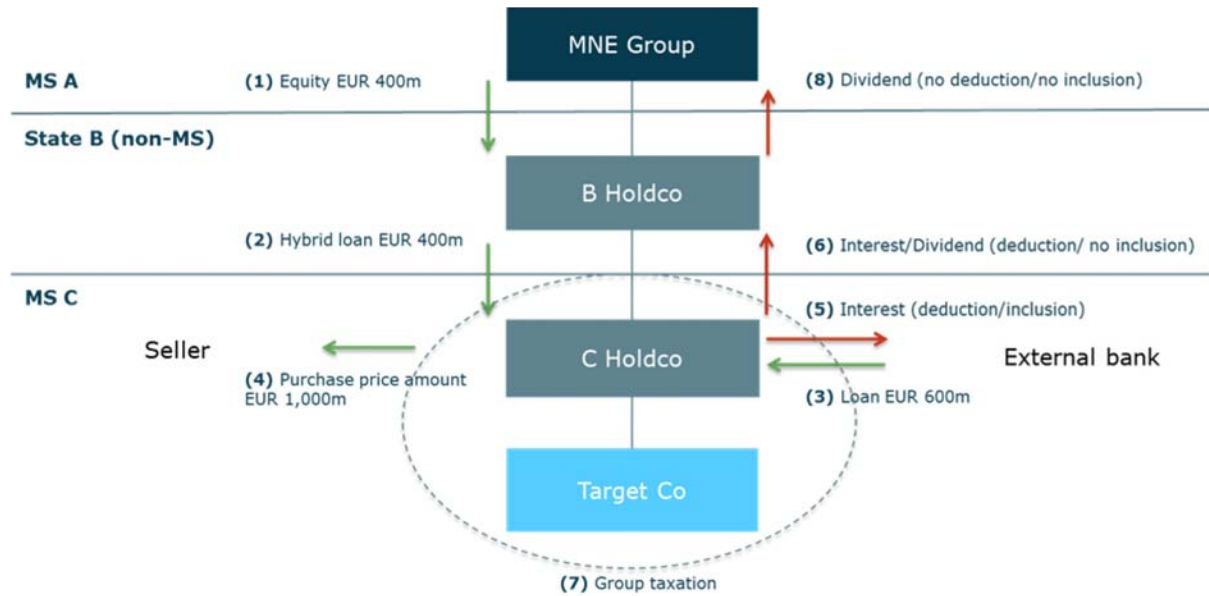 MNE Group
MS A
(1) Equity EUR 400m
(8) Dividend (no deduction/no inclusion)
State B (non-MS)
B Holdco
(2) Hybrid loan EUR 400m
(6) Interest/Dividend (deduction/ no inclusion)
MS C
(5) Interest (deduction/inclusion)
Seller
C Holdco
External bank
(4) Purchase price amount
EUR 1,000m
(3) Loan EUR 600m
Target Co
(7) Group taxation